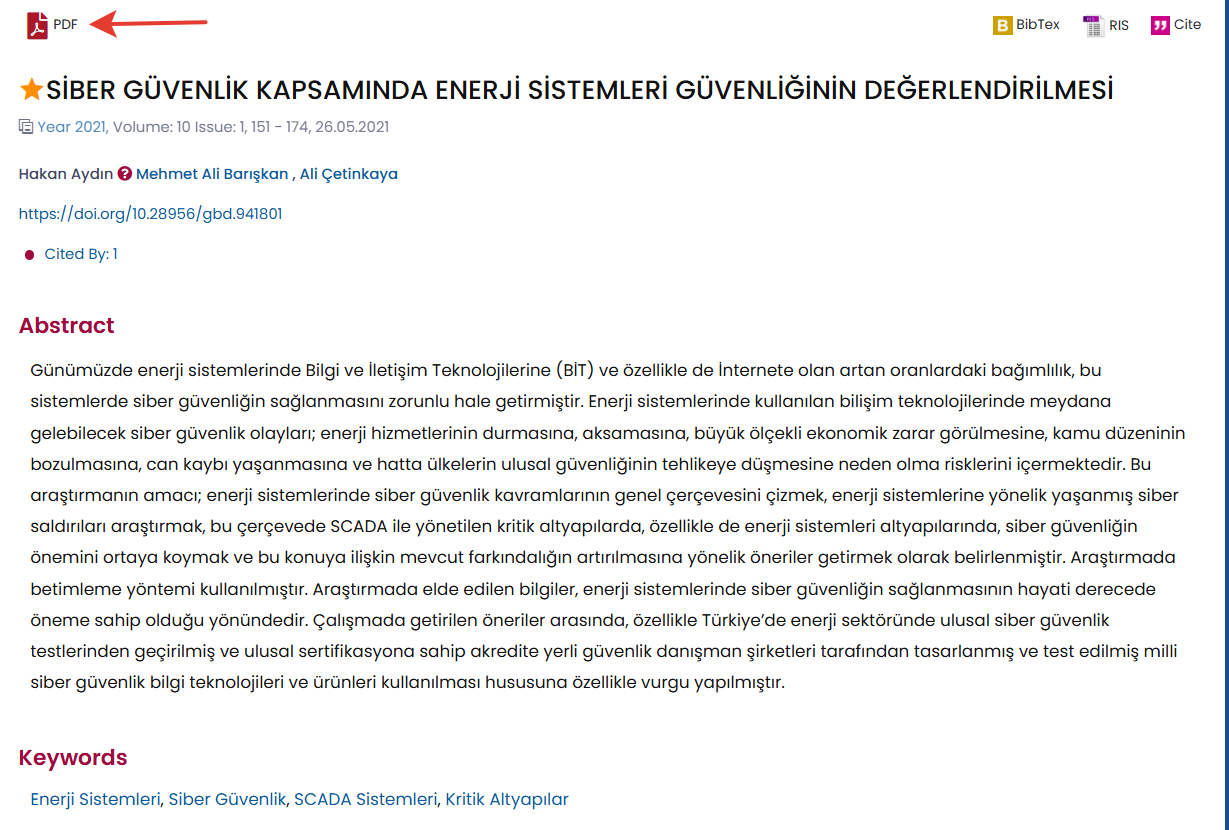 PDF
BibTex RIS Cite
SİBER GÜVENLİK KAPSAMINDA ENERJİ SİSTEMLERİ GÜVENLİĞİNİN DEĞERLENDİRİLMESİ
Year 2021, Volume: 10 Issue: 1, 151 - 174, 26.05.2021
Hakan Aydın ? Mehmet Ali Barışkan , Ali Çetinkaya
https://doi.org/10.28956/gbd.941801
Cited By: 1
Abstract
Günümüzde enerji sistemlerinde Bilgi ve İletişim Teknolojilerine (BİT) ve özellikle de İnternete olan artan oranlardaki bağımlılık, bu
sistemlerde siber güvenliğin sağlanmasını zorunlu hale getirmiştir. Enerji sistemlerinde kullanılan bilişim teknolojilerinde meydana
gelebilecek siber güvenlik olayları; enerji hizmetlerinin durmasına, aksamasına, büyük ölçekli ekonomik zarar görülmesine, kamu düzeninin
bozulmasına, can kaybı yaşanmasına ve hatta ülkelerin ulusal güvenliğinin tehlikeye düşmesine neden olma risklerini içermektedir. Bu
araştırmanın amacı; enerji sistemlerinde siber güvenlik kavramlarının genel çerçevesini çizmek, enerji sistemlerine yönelik yaşanmış siber
saldırıları araştırmak, bu çerçevede SCADA ile yönetilen kritik altyapılarda, özellikle de enerji sistemleri altyapılarında, siber güvenliğin
önemini ortaya koymak ve bu konuya ilişkin mevcut farkındalığın artırılmasına yönelik öneriler getirmek olarak belirlenmiştir. Araştırmada
betimleme yöntemi kullanılmıştır. Araştırmada elde edilen bilgiler, enerji sistemlerinde siber güvenliğin sağlanmasının hayati derecede
öneme sahip olduğu yönündedir. Çalışmada getirilen öneriler arasında, özellikle Türkiye’de enerji sektöründe ulusal siber güvenlik
testlerinden geçirilmiş ve ulusal sertifikasyona sahip akredite yerli güvenlik danışman şirketleri tarafından tasarlanmış ve test edilmiş milli
siber güvenlik bilgi teknolojileri ve ürünleri kullanılması hususuna özellikle vurgu yapılmıştır.
Keywords
Enerji Sistemleri, Siber Güvenlik, SCADA Sistemleri, Kritik Altyapılar